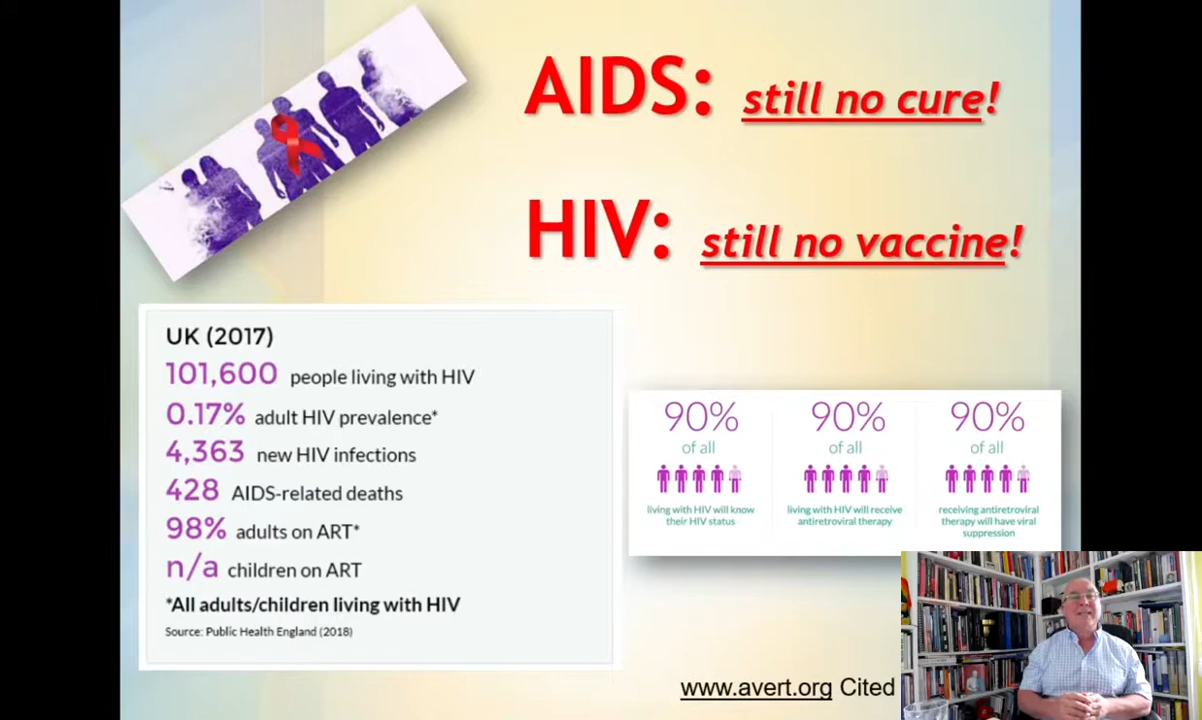 AIDS: still no cure!
HIV: still no vaccine!
UK (2017)
101,600 people living with HIV
0.17% adult HIV prevalence*
4,363 new HIV infections
428 AIDS-related deaths
98% adults on ART*
n/a children on ART
*All adults/children living with HIV
Source: Public Health England (2018)
90%
of all
living with HIV will know
their HIV status
90%
of all
living with HIV will receive
antiretroviral therapy
90%
of all
receiving antiretroviral
therapy will have viral
suppression
www.avert.org Cited